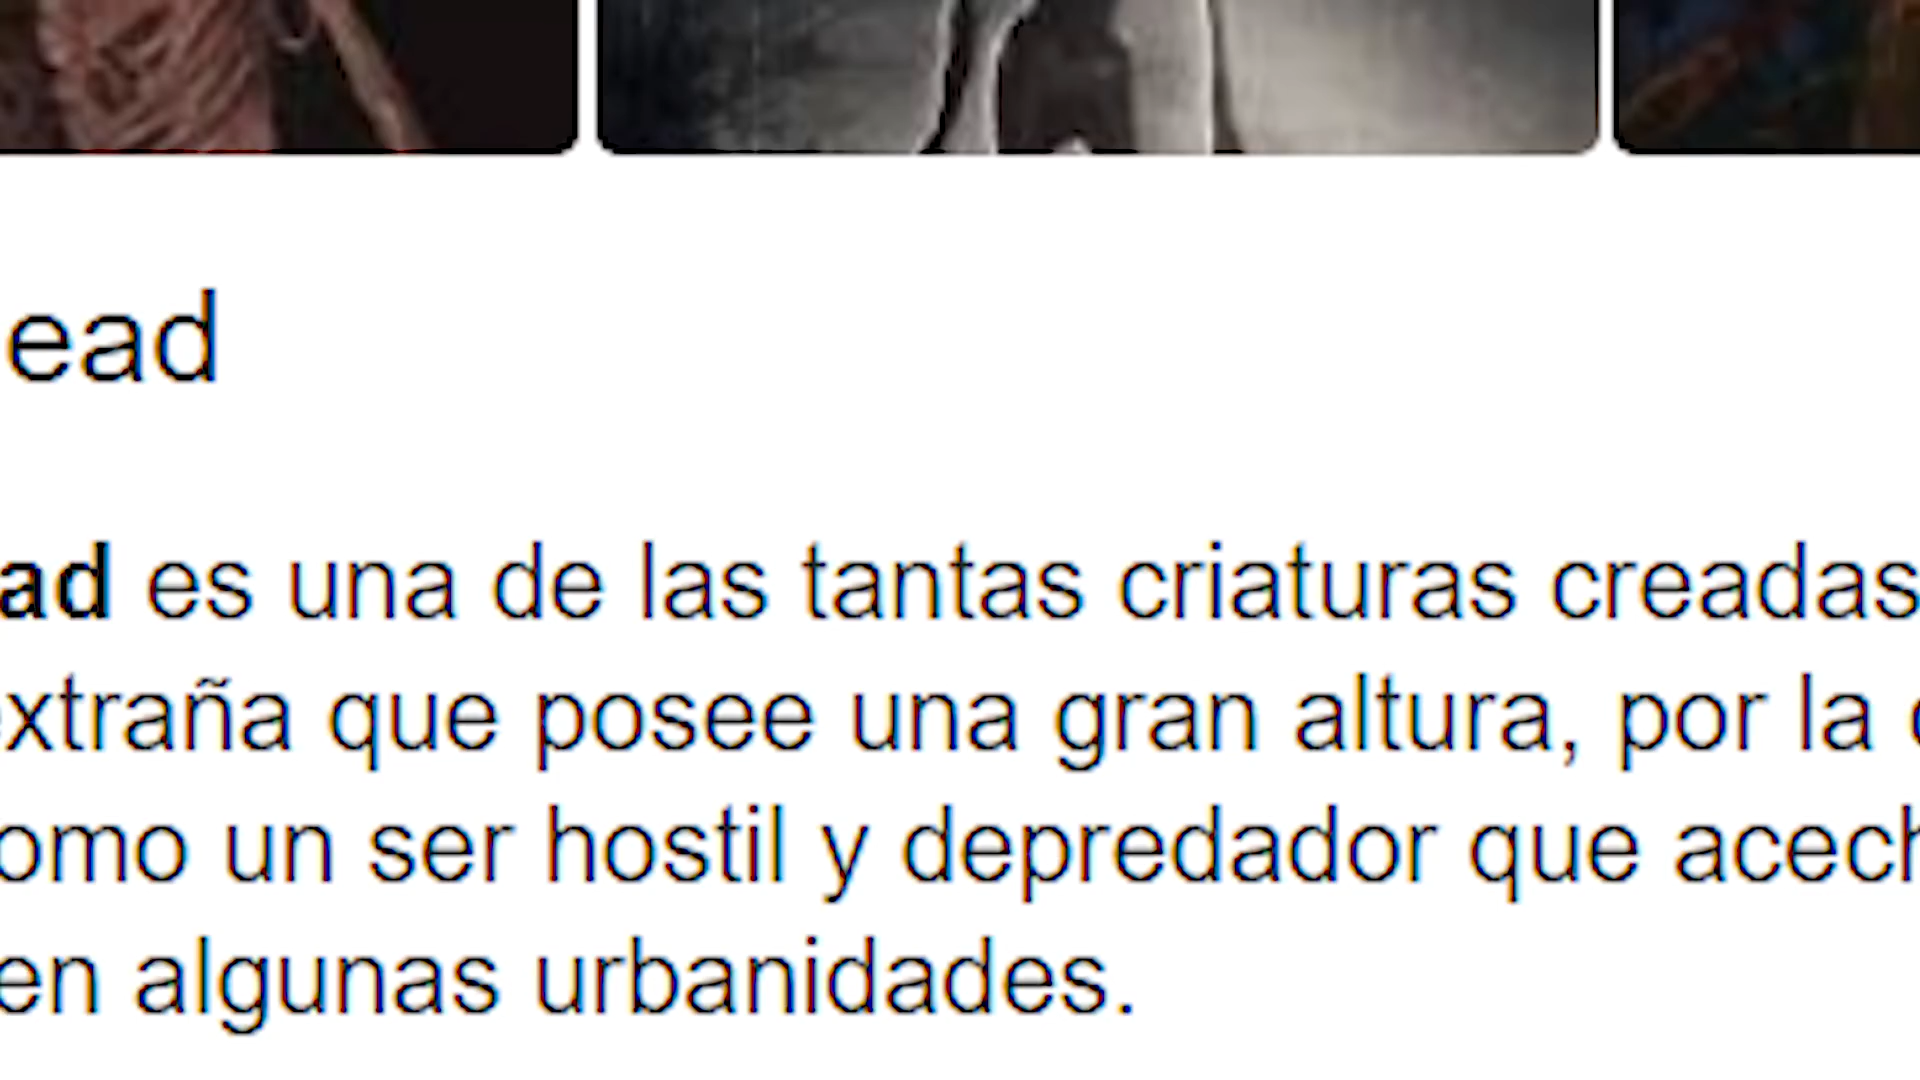 ead
ad es una de las tantas criaturas creadas
extraña que posee una gran altura, por la
omo un ser hostil y depredador que acech
en algunas urbanidades.